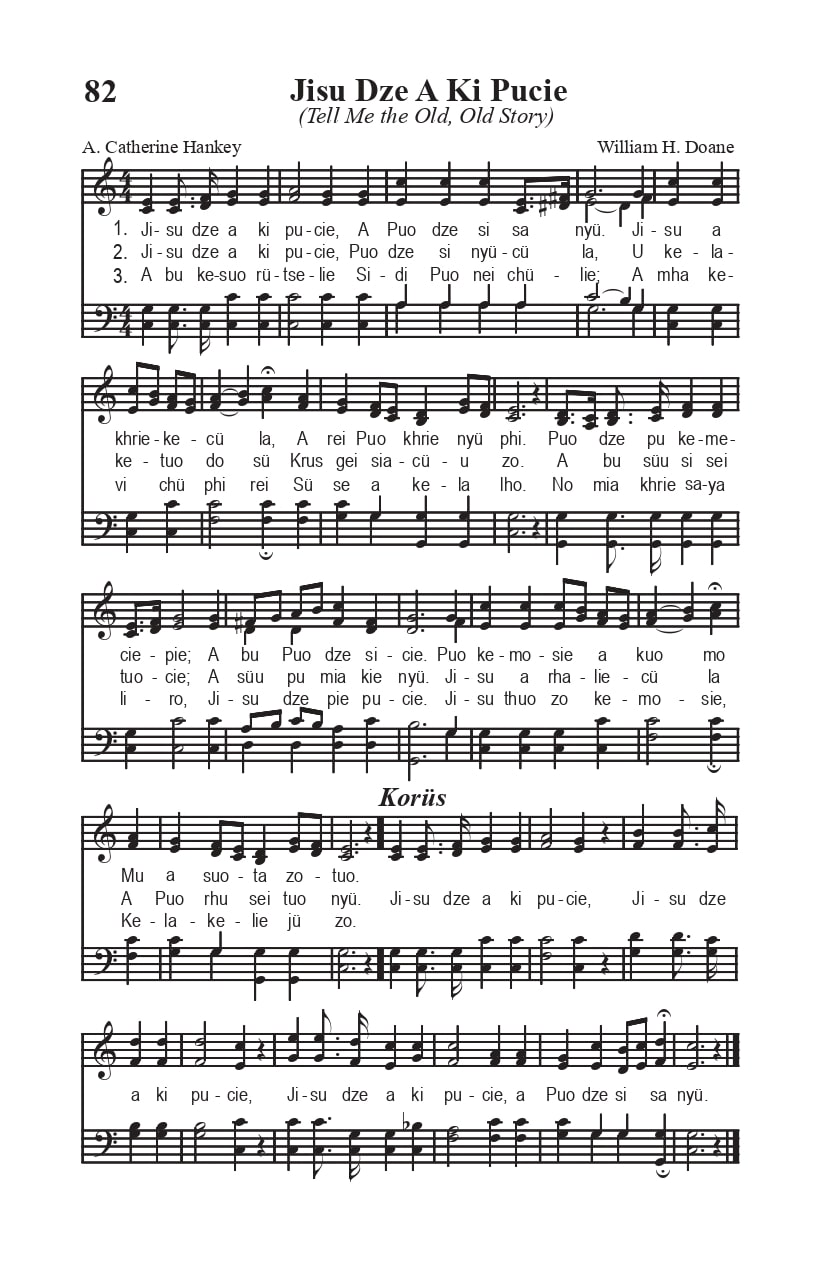 82
Jisu Dze A Ki Pucie
(Tell Me the Old, Old Story)
A. Catherine Hankey
William H. Doane
1. Ji-su dze a ki pu-cie, A Puo dze si sa nyü. Ji-su a
2. Ji-su dze a ki pu-cie, Puo dze si nyü-cü la, U ke-la-
3. A bu ke-suo rü-tse-lie Si-di Puo nei chü-lie; A mha ke-
khrie-ke-cü la, A rei Puo khrie nyü phi. Puo dze pu ke-me-
ke-tuo do sü Krus gei sia-cü-u zo. A bu süu si sei
vi chü phi rei Sü se a ke-la lho. No mia khrie sa-ya
cie-pie; A bu Puo dze si-cie. Puo ke-mo-sie a kuo mo
tuo-cie; A süu pu mia kie nyü. Ji-su a rha-lie-cü la
li-ro, Ji-su dze pie pu-cie. Ji-su thuo zo ke-mo-sie,
Korüs
Mu a suo-ta zo-tuo.
A Puo rhu sei tuo nyü. Ji-su dze a ki pu-cie, Ji-su dze
Ke-la-ke-lie jü zo.
a ki pu-cie, Ji-su dze a ki pu-cie, a Puo dze si sa nyü.